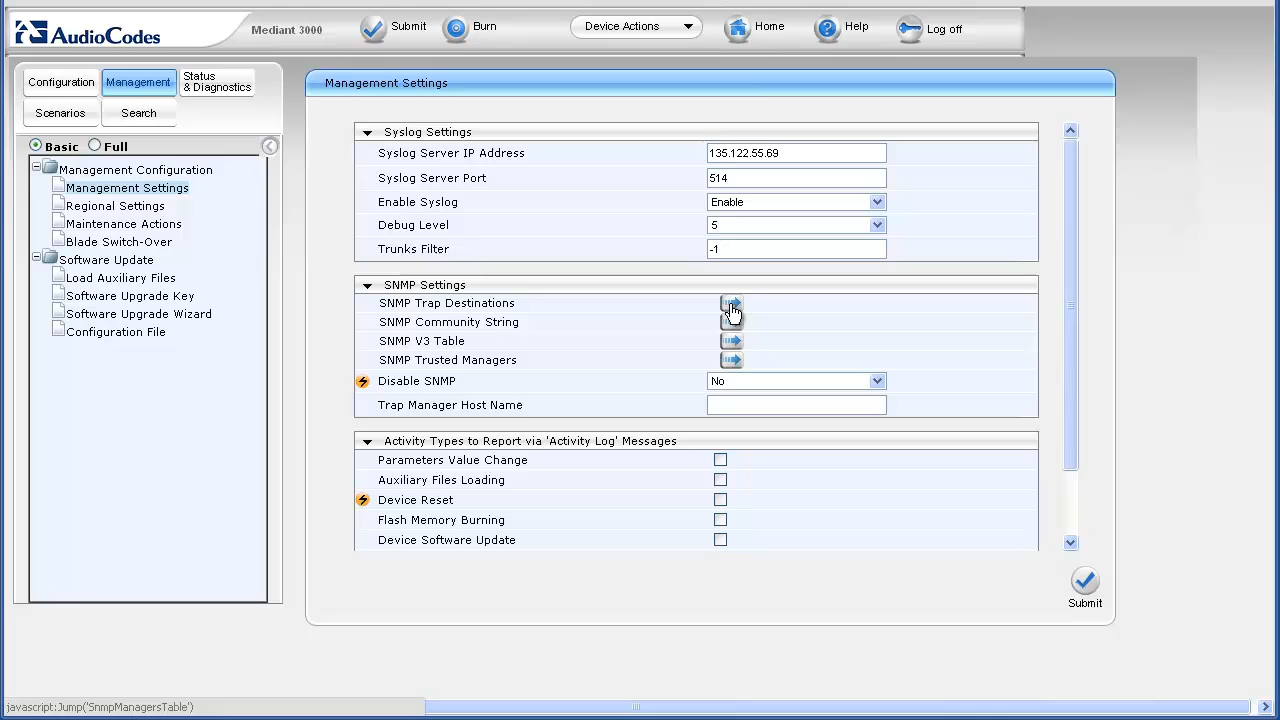 AudioCodes
Mediant 3000
Submit
Burn
Device Actions
Home
Help
Log off
Configuration
Management
Status
& Diagnostics
Scenarios
Search
Basic
Full
Management Configuration
Management Settings
Regional Settings
Maintenance Actions
Blade Switch-Over
Software Update
Load Auxiliary Files
Software Upgrade Key
Software Upgrade Wizard
Configuration File
Management Settings
Syslog Settings
Syslog Server IP Address 135.122.55.69
Syslog Server Port 514
Enable Syslog Enable
Debug Level 5
Trunks Filter -1
SNMP Settings
SNMP Trap Destinations
SNMP Community String
SNMP V3 Table
SNMP Trusted Managers
Disable SNMP No
Trap Manager Host Name
Activity Types to Report via 'Activity Log' Messages
Parameters Value Change
Auxiliary Files Loading
Device Reset
Flash Memory Burning
Device Software Update
Submit
javascript:Jump('SnmpManagersTable')